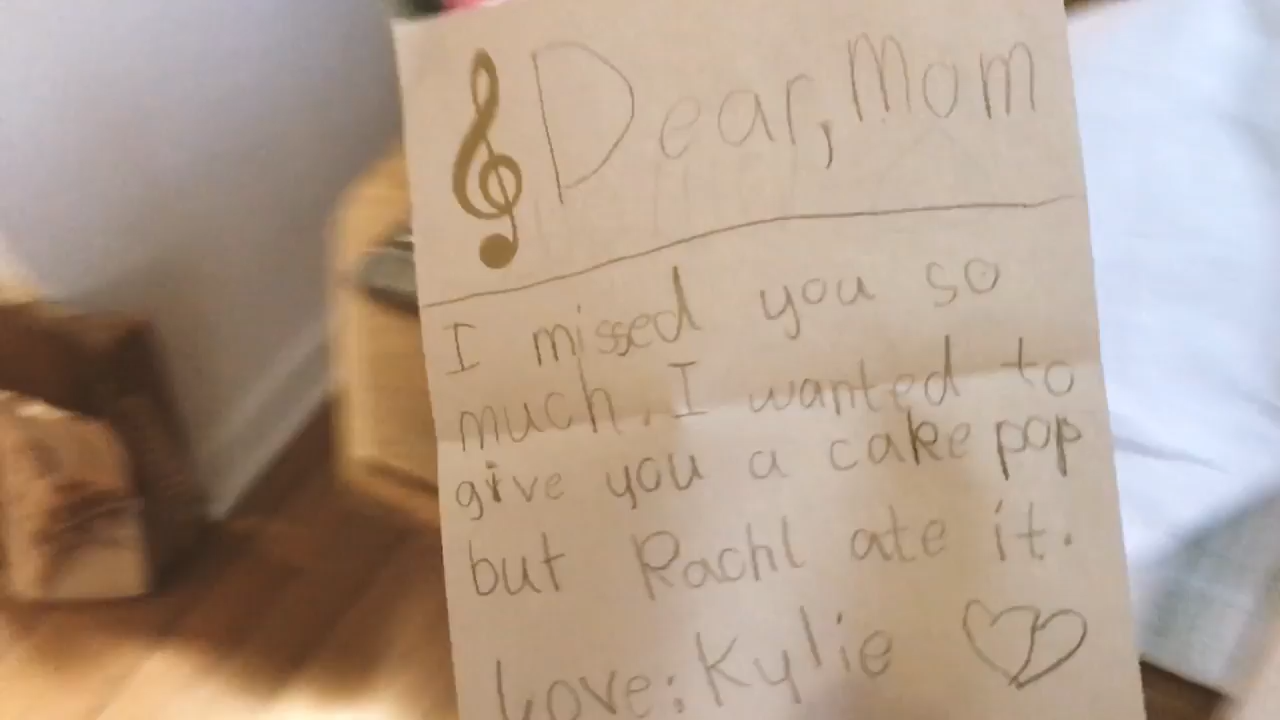 Dear, Mom
I missed you so
much. I wanted to
give you a cake pop
but Rachl ate it.
Love: Kylie